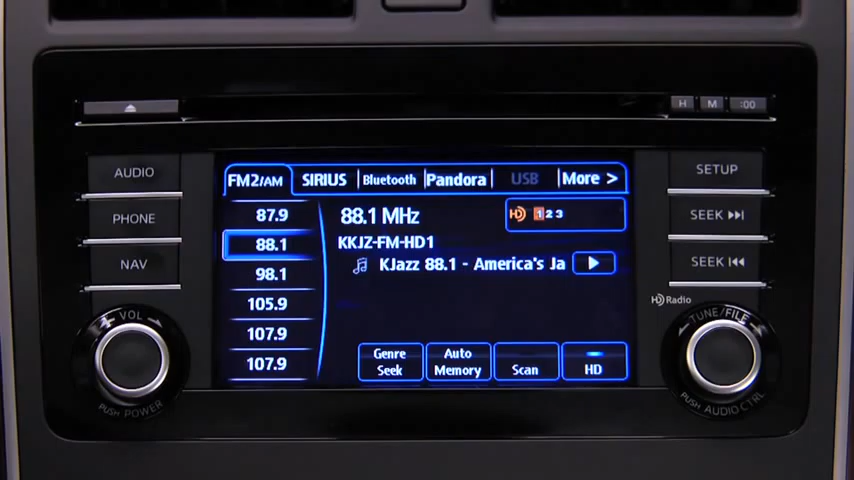 H M :00
AUDIO
PHONE
NAV
VOL
PUSH POWER
FM2/AM SIRIUS Bluetooth Pandora USB More >
87.9
88.1
98.1
105.9
107.9
107.9
88.1 MHz
HD 1 2 3
KKJZ-FM-HD1
KJazz 88.1 - America's Ja
Genre Seek
Auto Memory
Scan
HD
SETUP
SEEK
SEEK
HD Radio
TUNE/FILE
PUSH AUDIO CTRL